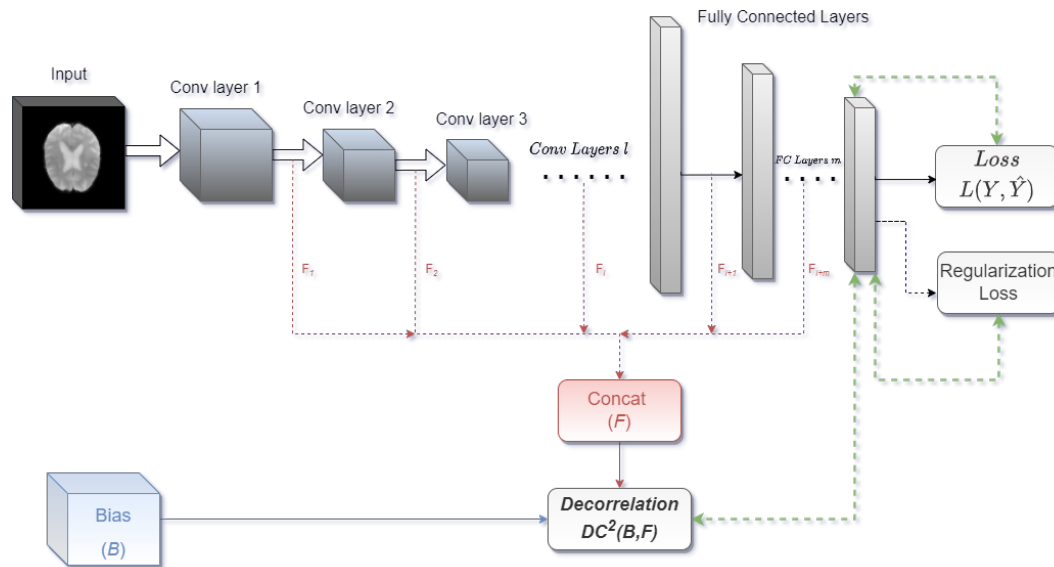 Fully Connected Layers
Input
Conv layer 1
Conv layer 2
Conv layer 3
Conv Layers l
FC Layers m
Loss
L(Y, Ŷ)
F1
F2
Fl
Fl+1
Fl+m
Regularization
Loss
Concat
(F)
Bias
(B)
Decorrelation
DC²(B,F)